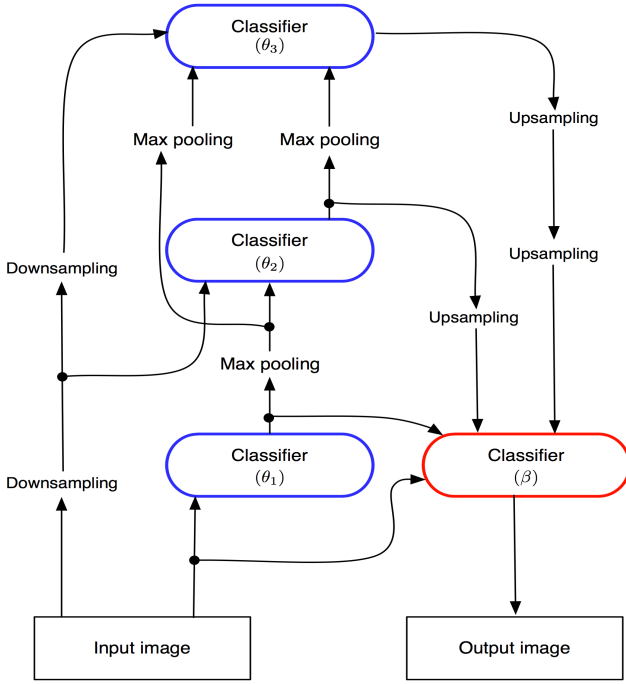 Classifier
(θ₃)
Upsampling
Max pooling
Max pooling
Classifier
(θ₂)
Downsampling
Upsampling
Upsampling
Max pooling
Classifier
(θ₁)
Classifier
(β)
Downsampling
Input image
Output image